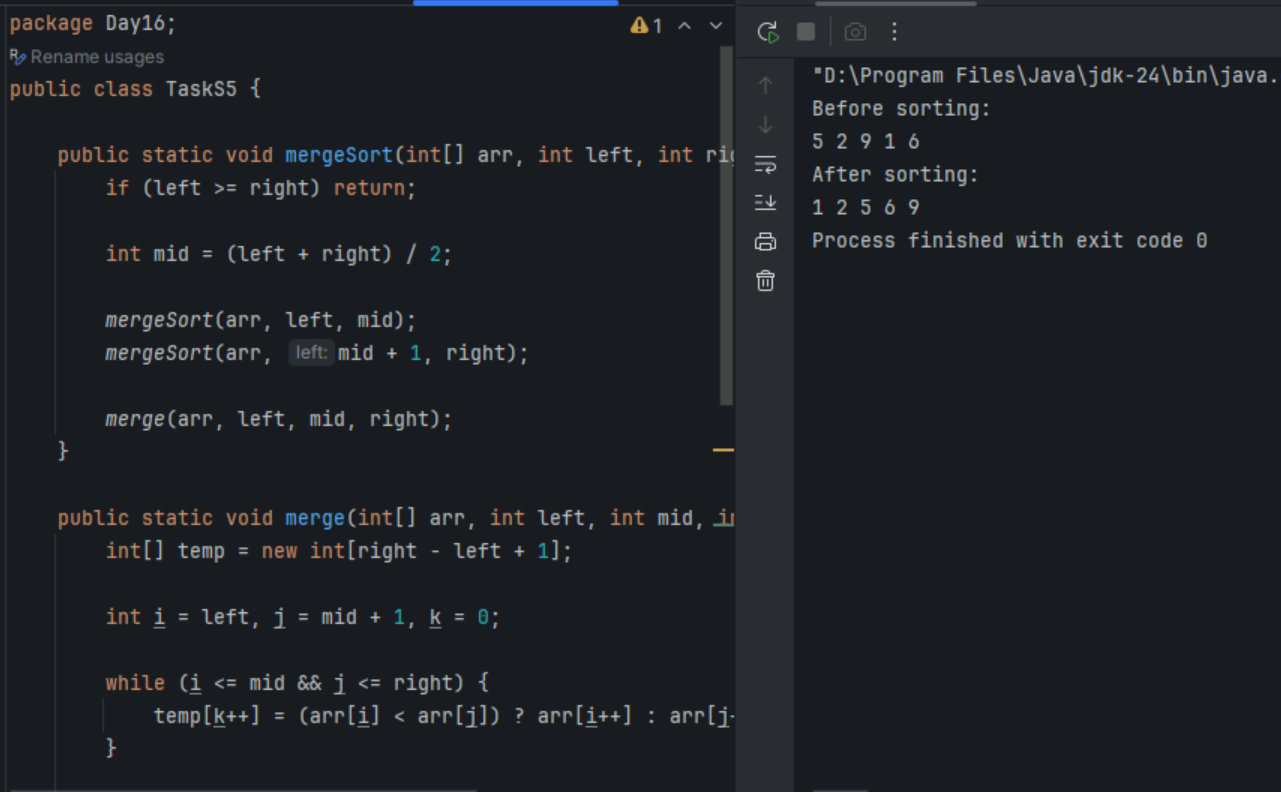 package Day16;
1
Rename usages
public class TaskS5 {
public static void mergeSort(int[] arr, int left, int rig
if (left >= right) return;
int mid = (left + right) / 2;
mergeSort(arr, left, mid);
mergeSort(arr, left: mid + 1, right);
merge(arr, left, mid, right);
}
public static void merge(int[] arr, int left, int mid, in
int[] temp = new int[right - left + 1];
int i = left, j = mid + 1, k = 0;
while (i <= mid && j <= right) {
temp[k++] = (arr[i] < arr[j]) ? arr[i++] : arr[j+
}
"D:\Program Files\Java\jdk-24\bin\java.
Before sorting:
5 2 9 1 6
After sorting:
1 2 5 6 9
Process finished with exit code 0